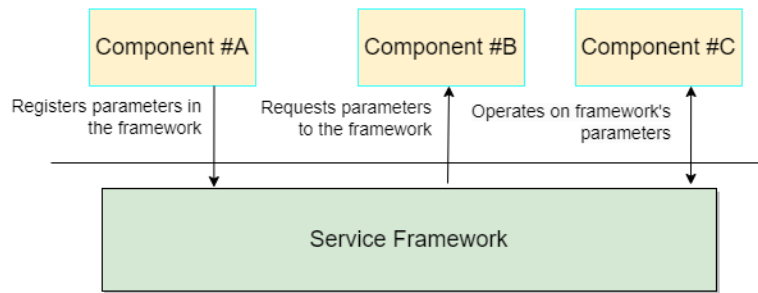 Component #A
Component #B
Component #C
Registers parameters in
the framework
Requests parameters
to the framework
Operates on framework's
parameters
Service Framework